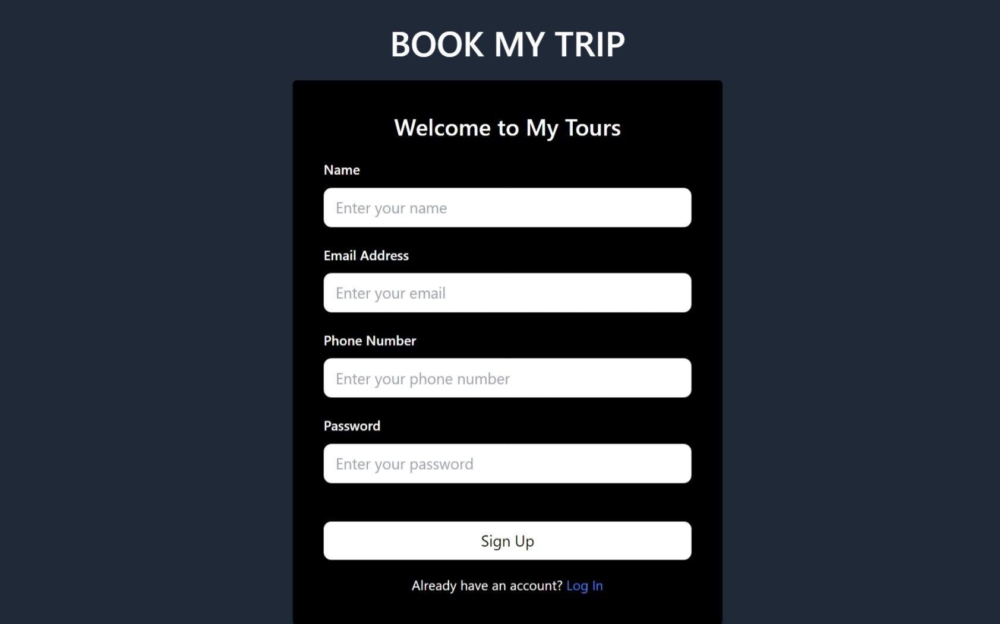 BOOK MY TRIP
Welcome to My Tours
Name
Enter your name
Email Address
Enter your email
Phone Number
Enter your phone number
Password
Enter your password
Sign Up
Already have an account? Log In